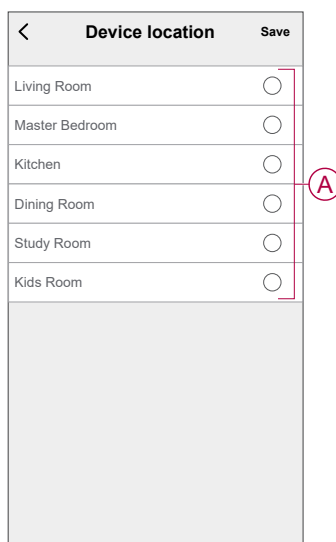 Device location Save
Living Room
Master Bedroom
Kitchen
A
Dining Room
Study Room
Kids Room